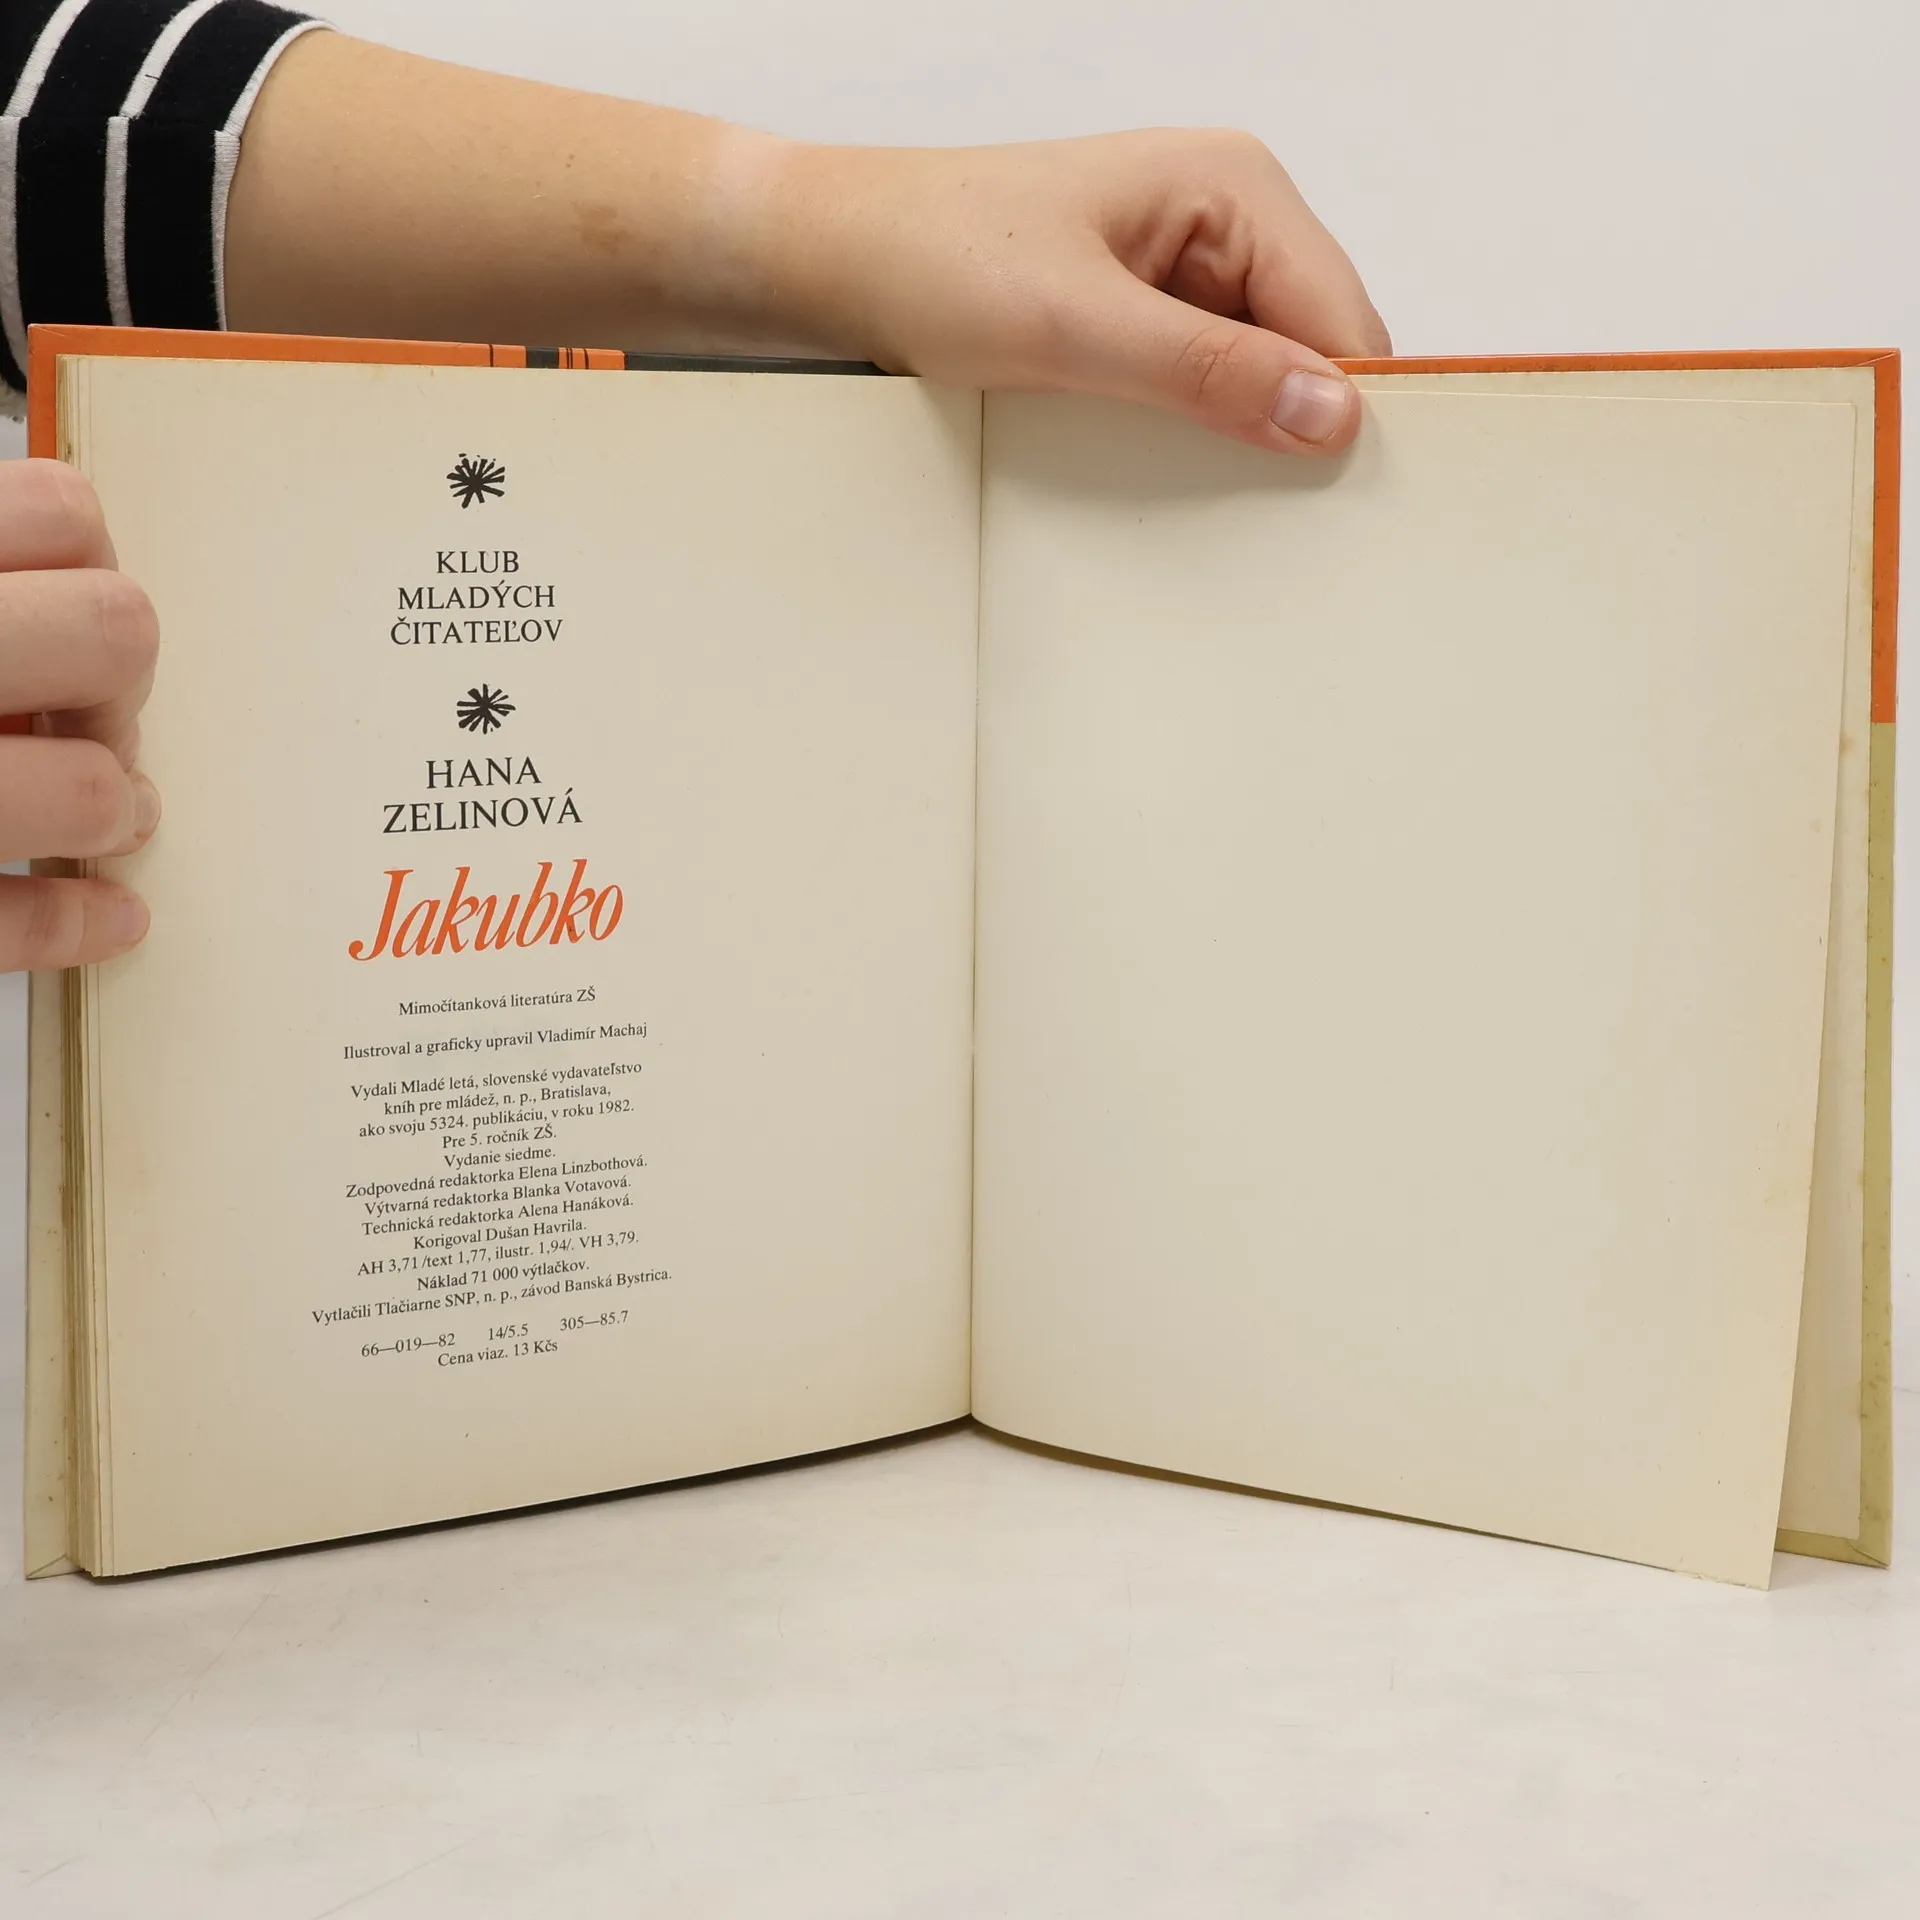 KLUB
MLADÝCH
ČITATEĽOV
HANA
ZELINOVÁ
Jakubko
Mimočítanková literatúra ZŠ
Ilustroval a graficky upravil Vladimír Machaj
Vydali Mladé letá, slovenské vydavateľstvo
kníh pre mládež, n. p., Bratislava,
ako svoju 5324. publikáciu, v roku 1982.
Pre 5. ročník ZŠ.
Vydanie siedme.
Zodpovedná redaktorka Elena Linzbothová.
Výtvarná redaktorka Blanka Votavová.
Technická redaktorka Alena Hanáková.
Korigoval Dušan Havrila.
AH 3,71 /text 1,77, ilustr. 1,94/. VH 3,79.
Náklad 71 000 výtlačkov.
Vytlačili Tlačiarne SNP, n. p., závod Banská Bystrica.
66—019—82 14/5.5 305—85.7
Cena viaz. 13 Kčs